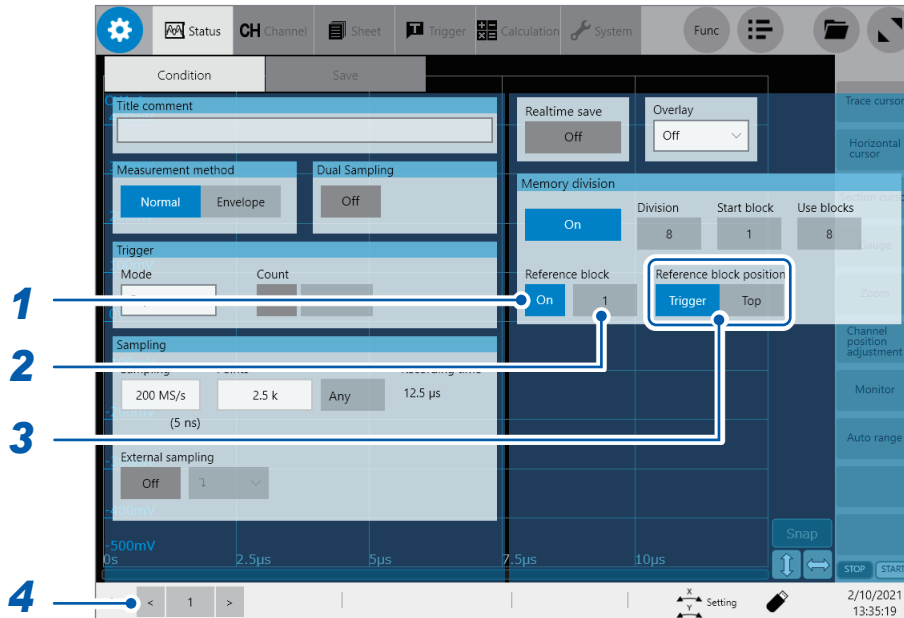 Status CH Channel Sheet Trigger Calculation System Func
Condition Save
Title comment
Realtime save Overlay
Off Off
Trace cursor
Horizontal
cursor
Measurement method Dual Sampling
Normal Envelope Off
Memory division
Division Start block Use blocks
On 8 1 8
Section cursor
Gauge
Trigger
Mode Count
Reference block Reference block position
On 1 Trigger Top
Zoom
1
2
3
4
Sampling
200 MS/s 2.5 k Any 12.5 µs
(5 ns)
External sampling
Off
Channel
position
adjustment
Monitor
Auto range
-400mV
-500mV
0s 2.5µs 5µs 7.5µs 10µs
Snap
STOP START
< 1 >
X
Y
Setting
2/10/2021
13:35:19